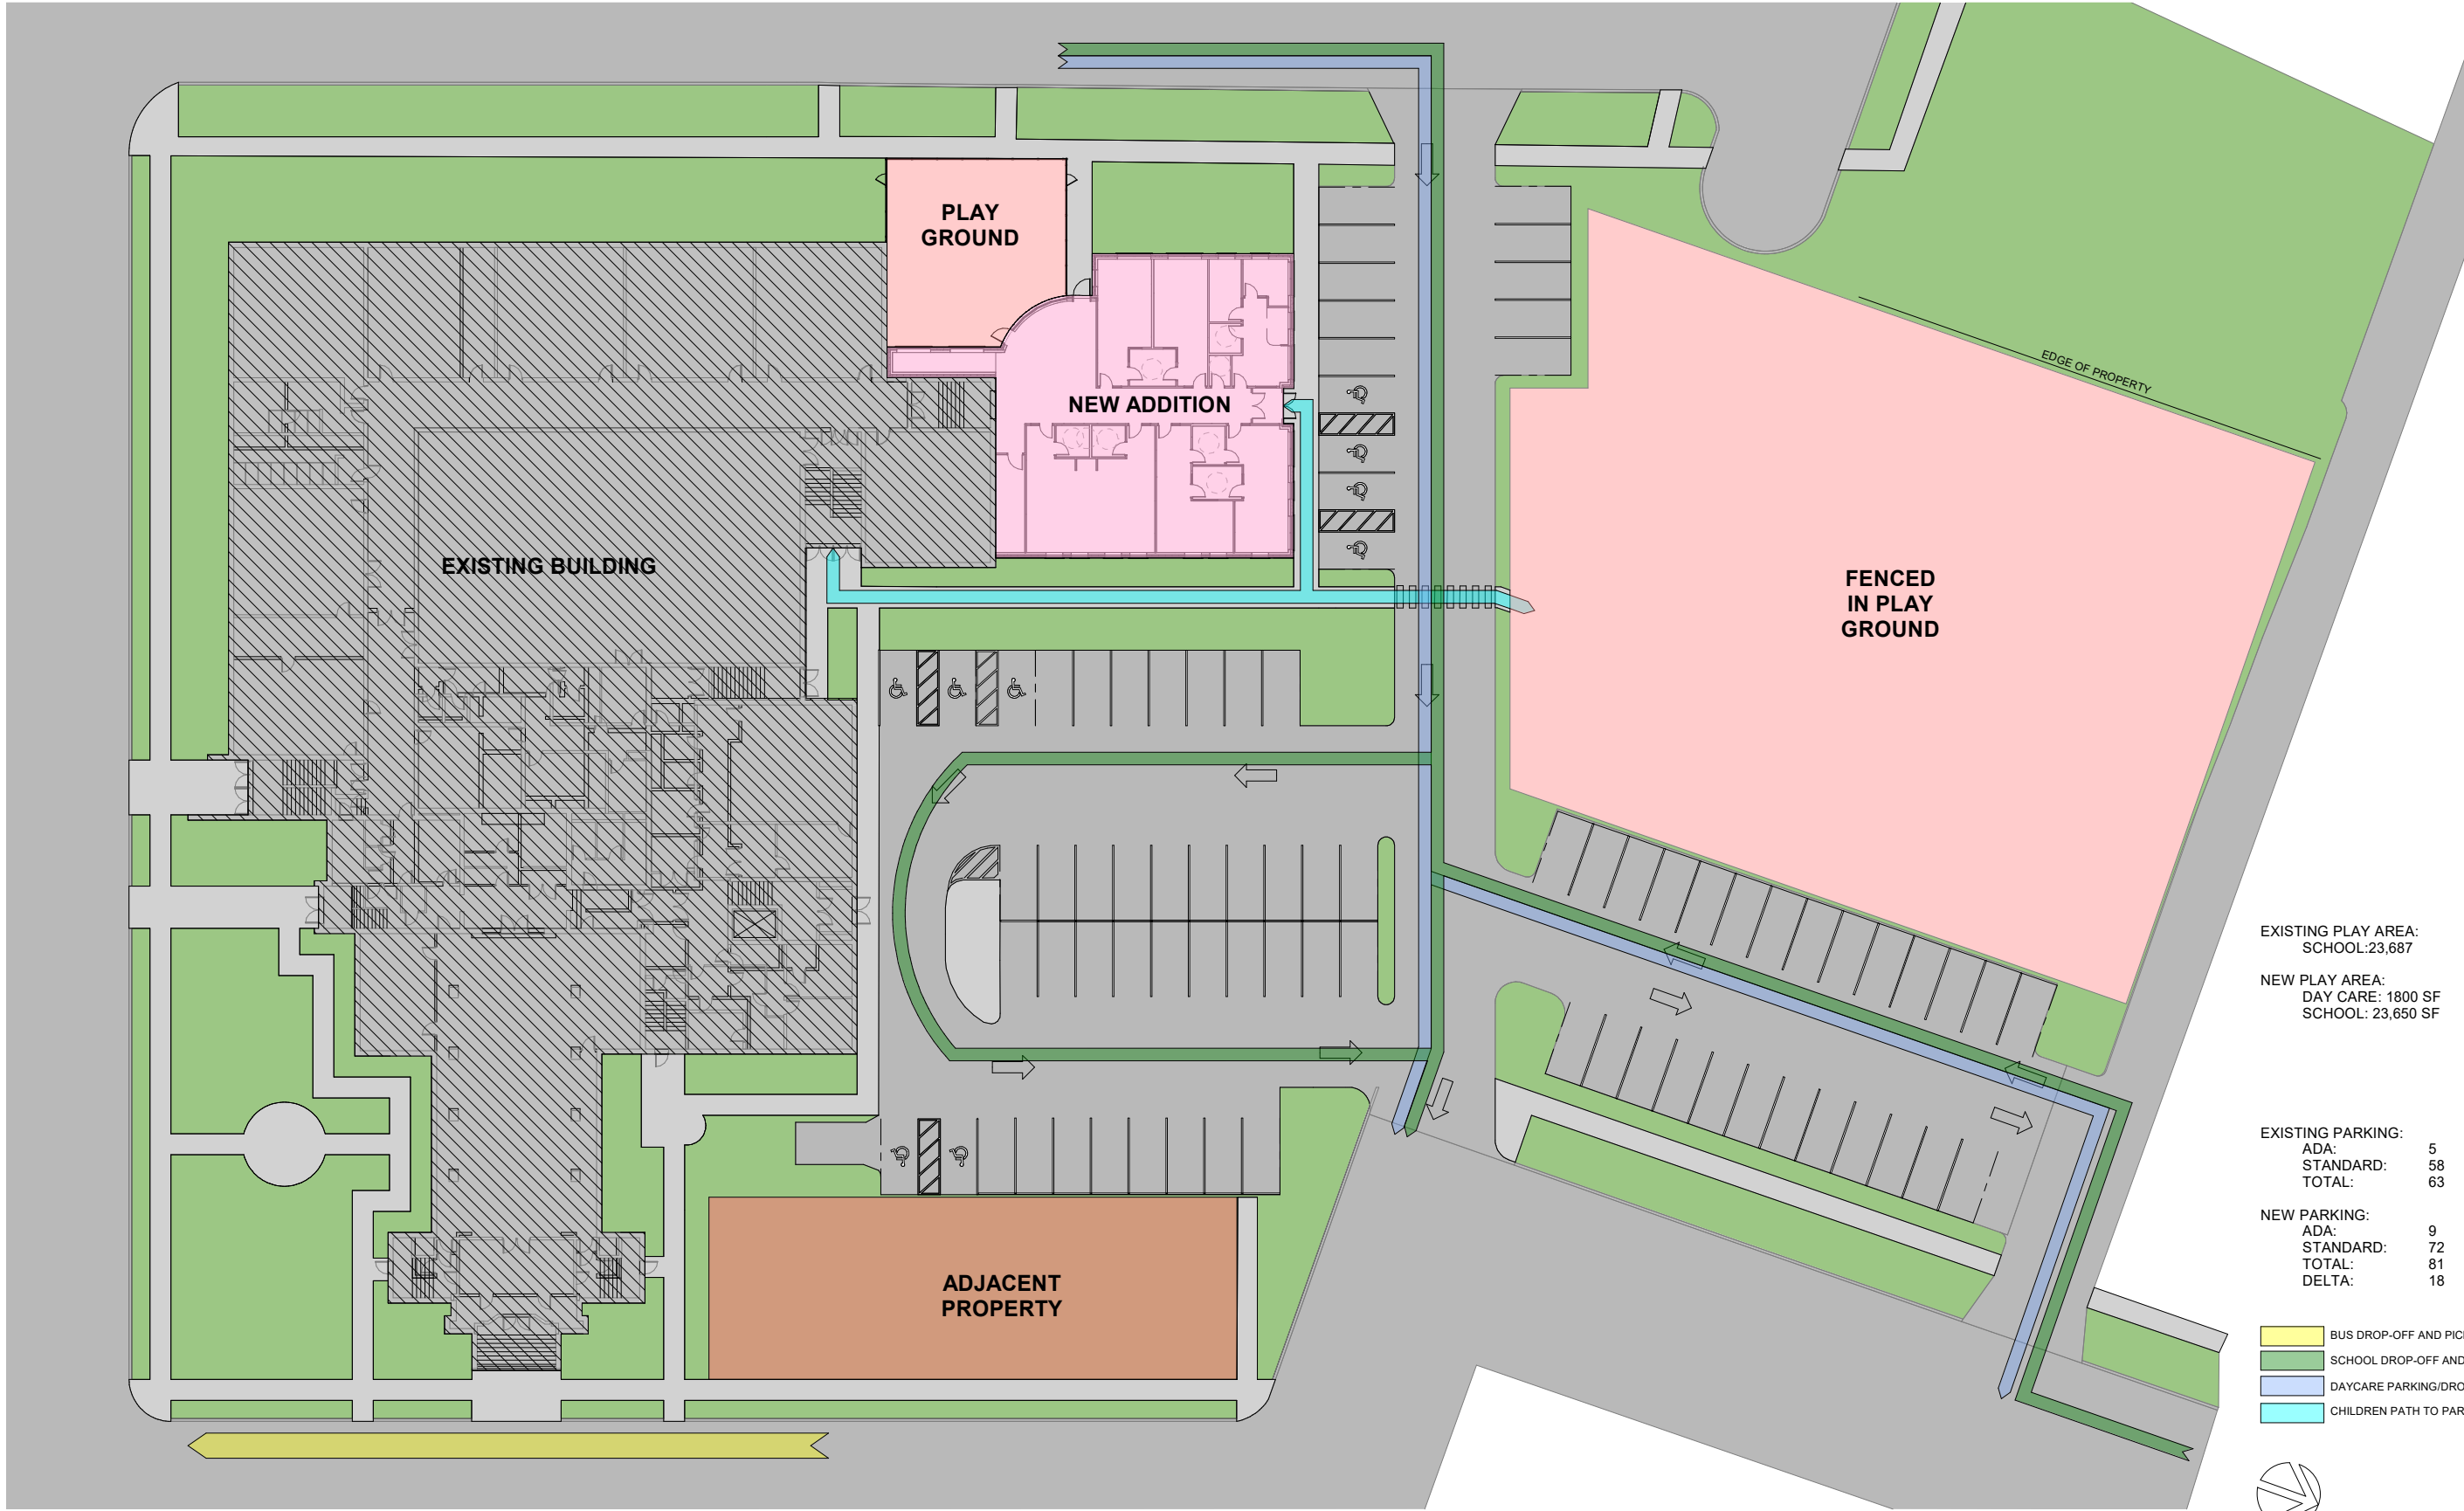 PLAY
GROUND
NEW ADDITION
EXISTING BUILDING
EDGE OF PROPERTY
FENCED
IN PLAY
GROUND
ADJACENT
PROPERTY
EXISTING PLAY AREA:
SCHOOL:23,687
NEW PLAY AREA:
DAY CARE: 1800 SF
SCHOOL: 23,650 SF
EXISTING PARKING:
ADA: 5
STANDARD: 58
TOTAL: 63
NEW PARKING:
ADA: 9
STANDARD: 72
TOTAL: 81
DELTA: 18
BUS DROP-OFF AND PIC
SCHOOL DROP-OFF AND
DAYCARE PARKING/DRO
CHILDREN PATH TO PAR